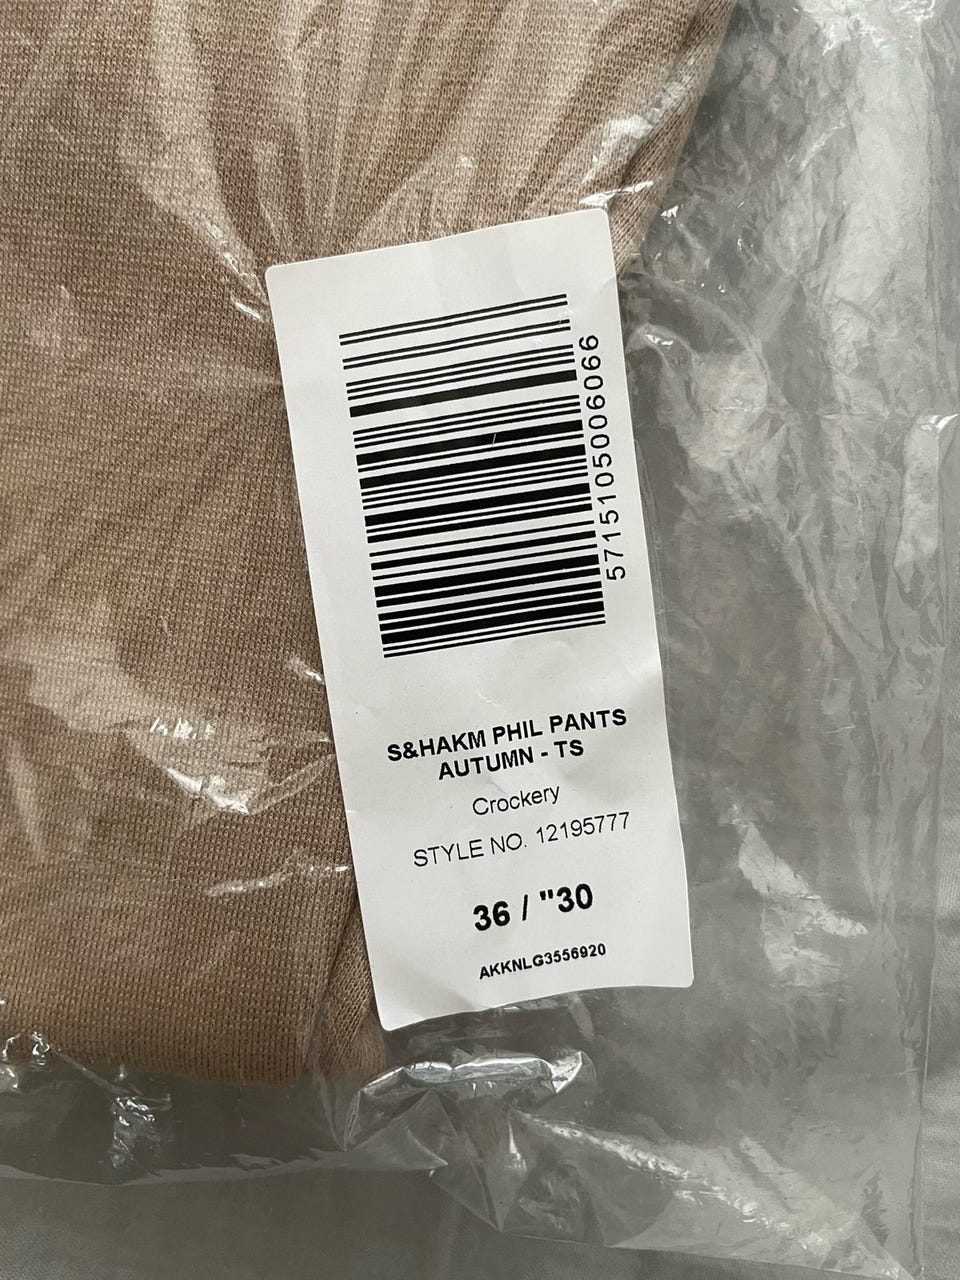 5715105006066
S&HAKM PHIL PANTS
AUTUMN - TS
Crockery
STYLE NO. 12195777
36 / "30
AKKNLG3556920